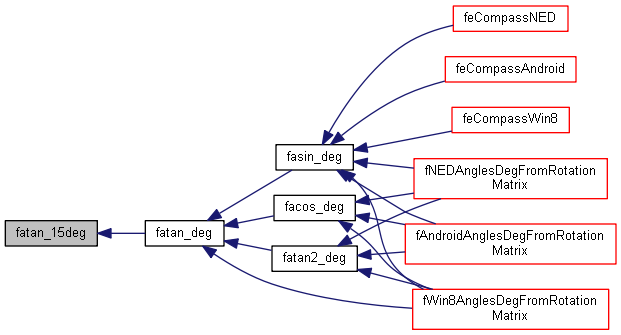 feCompassNED
feCompassAndroid
feCompassWin8
fasin_deg
fNEDAnglesDegFromRotation
Matrix
facos_deg
fatan_15deg
fatan_deg
fAndroidAnglesDegFromRotation
Matrix
fatan2_deg
fWin8AnglesDegFromRotation
Matrix